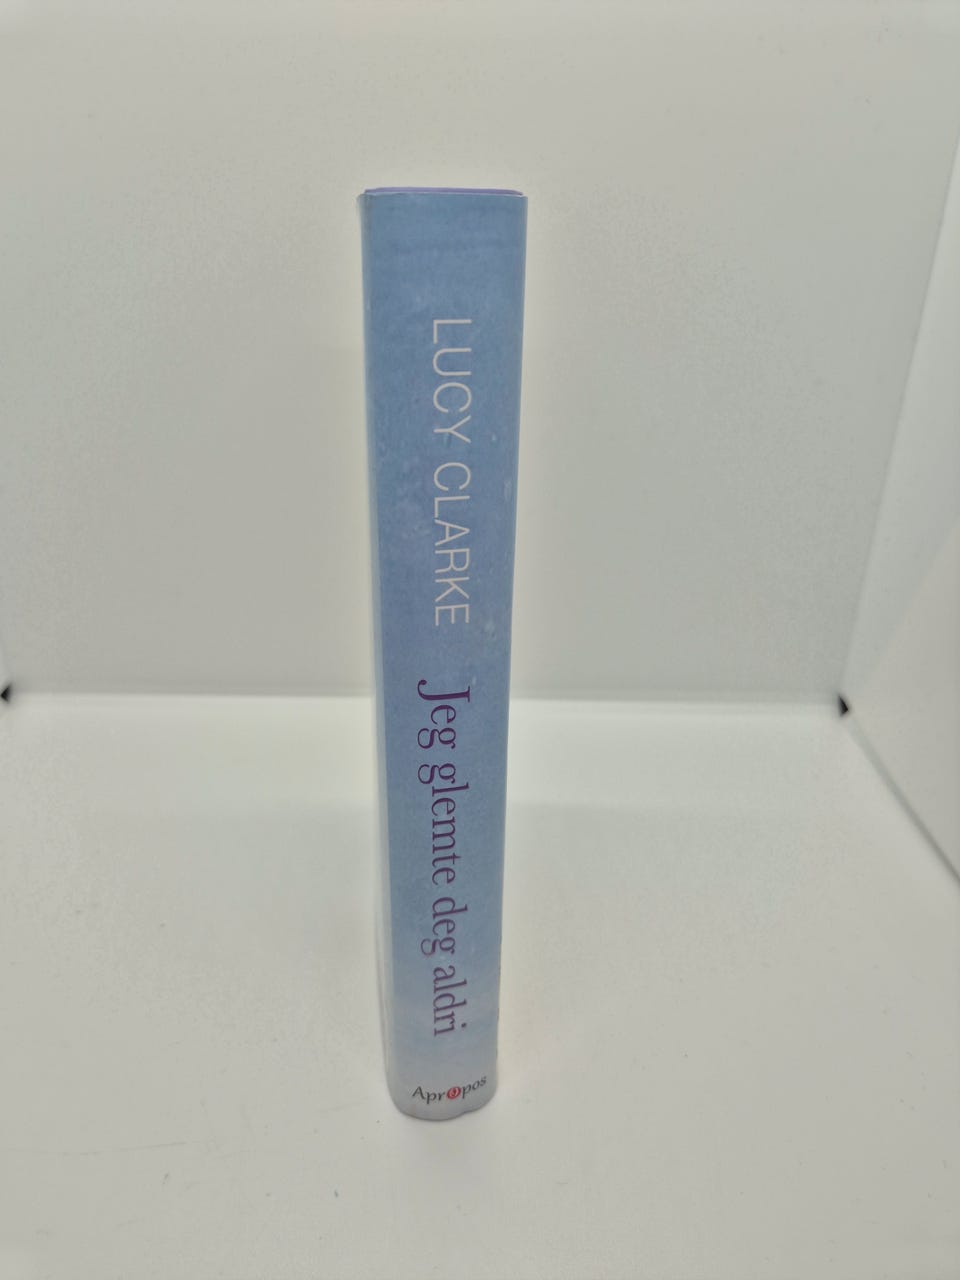 LUCY CLARKE
Jeg glemte deg aldri
Apropos